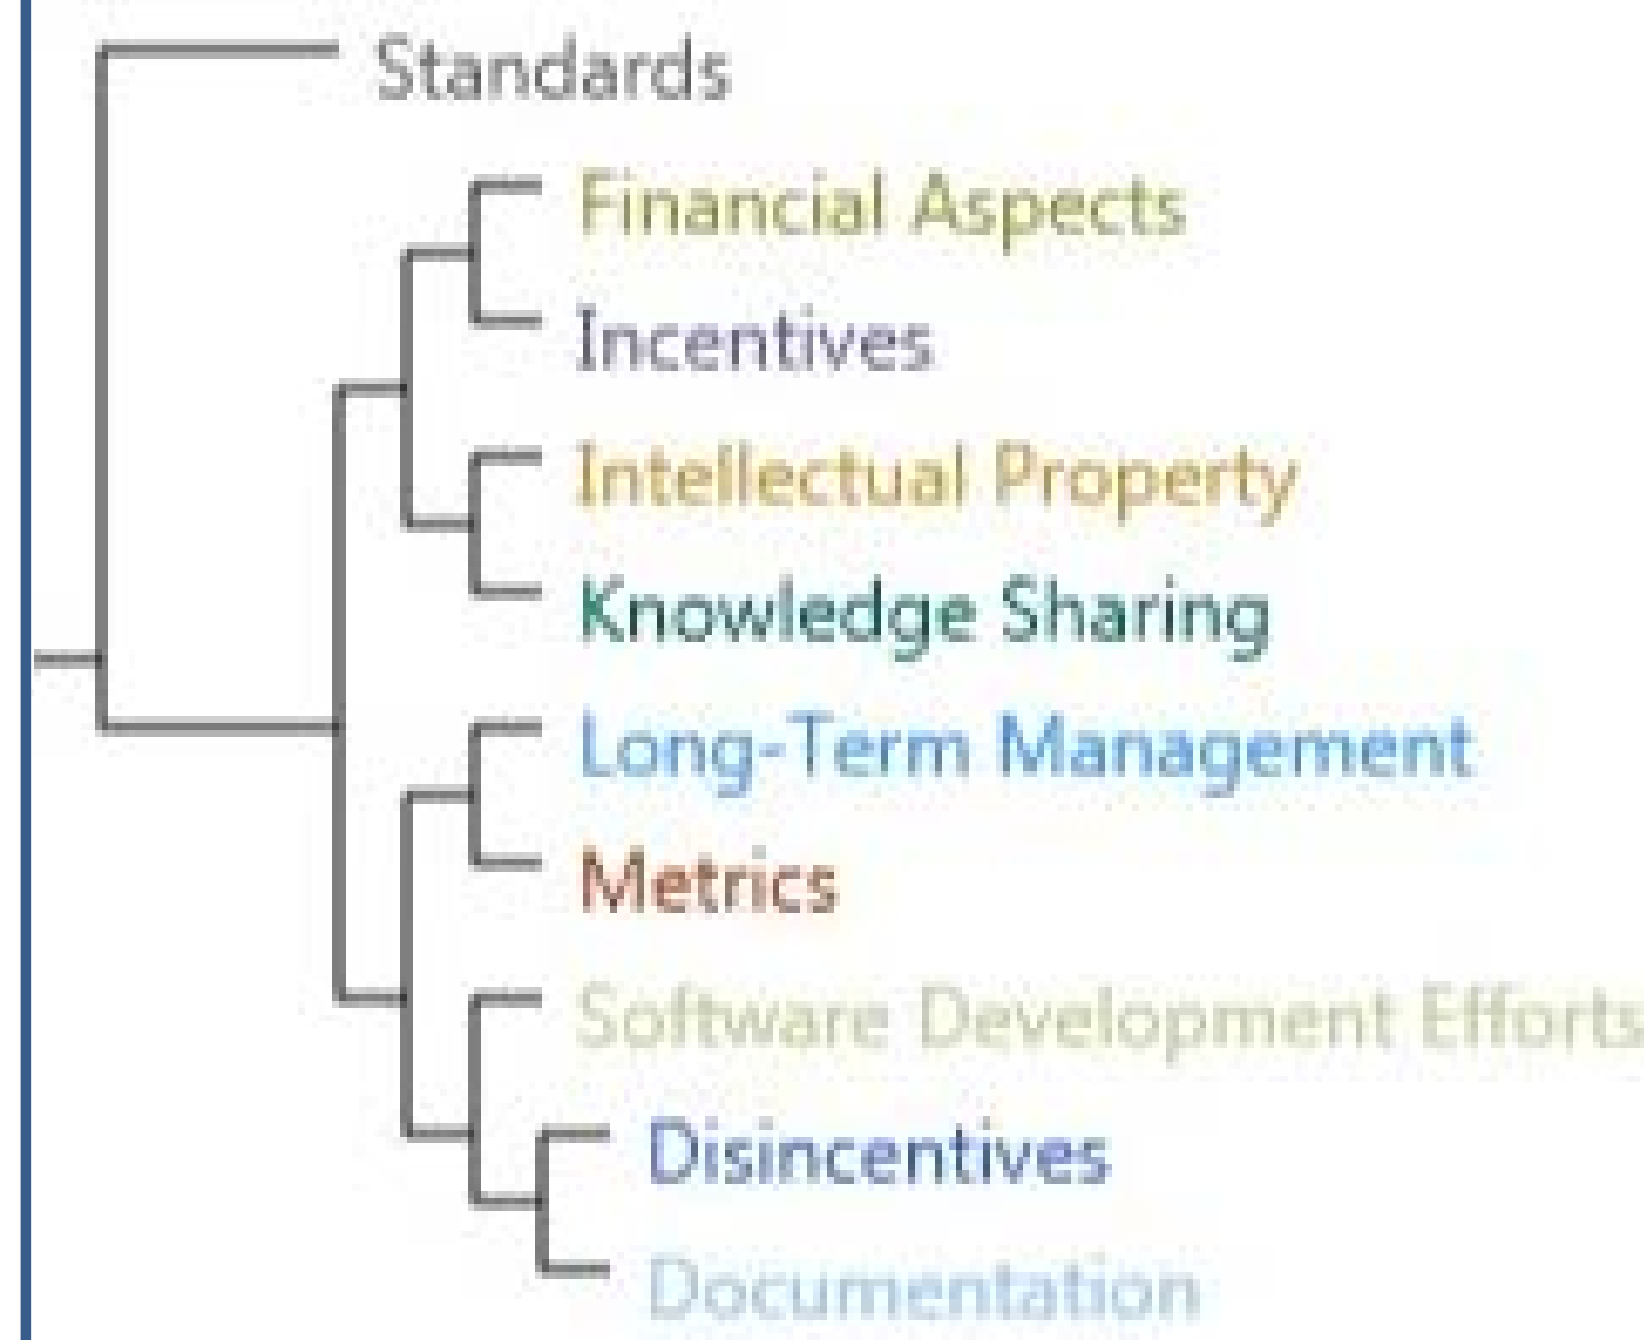 Standards
Financial Aspects
Incentives
Intellectual Property
Knowledge Sharing
Long-Term Management
Metrics
Software Development Efforts
Disincentives
Documentation